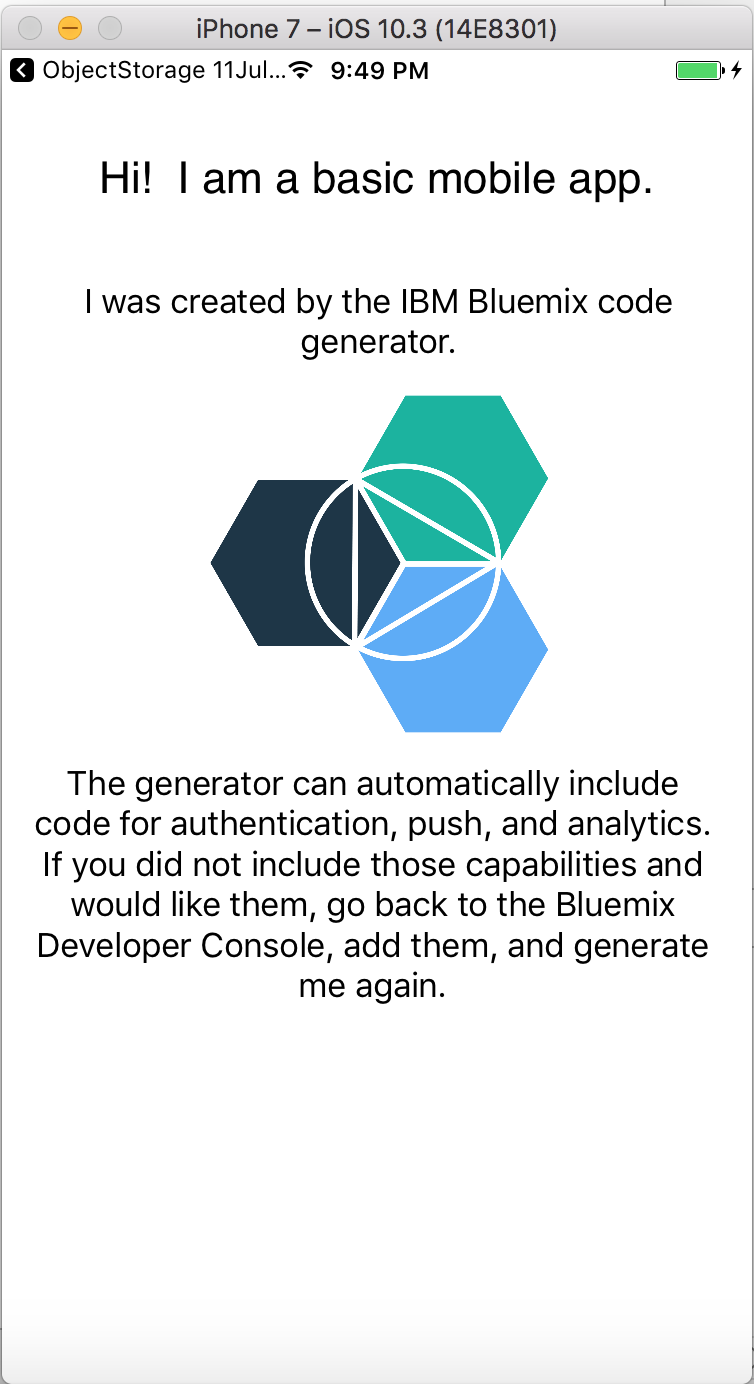 iPhone 7 – iOS 10.3 (14E8301)
ObjectStorage 11Jul... 9:49 PM
Hi!  I am a basic mobile app.
I was created by the IBM Bluemix code
generator.
The generator can automatically include
code for authentication, push, and analytics.
If you did not include those capabilities and
would like them, go back to the Bluemix
Developer Console, add them, and generate
me again.